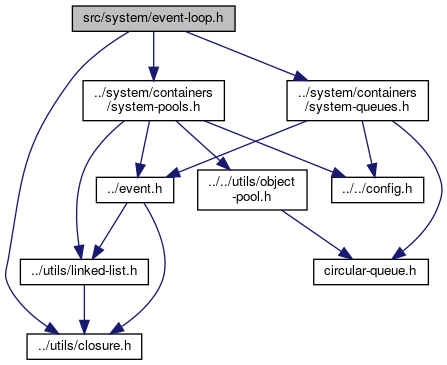 src/system/event-loop.h
../system/containers
/system-pools.h
../system/containers
/system-queues.h
../event.h
../../utils/object
-pool.h
../../config.h
../utils/linked-list.h
circular-queue.h
../utils/closure.h